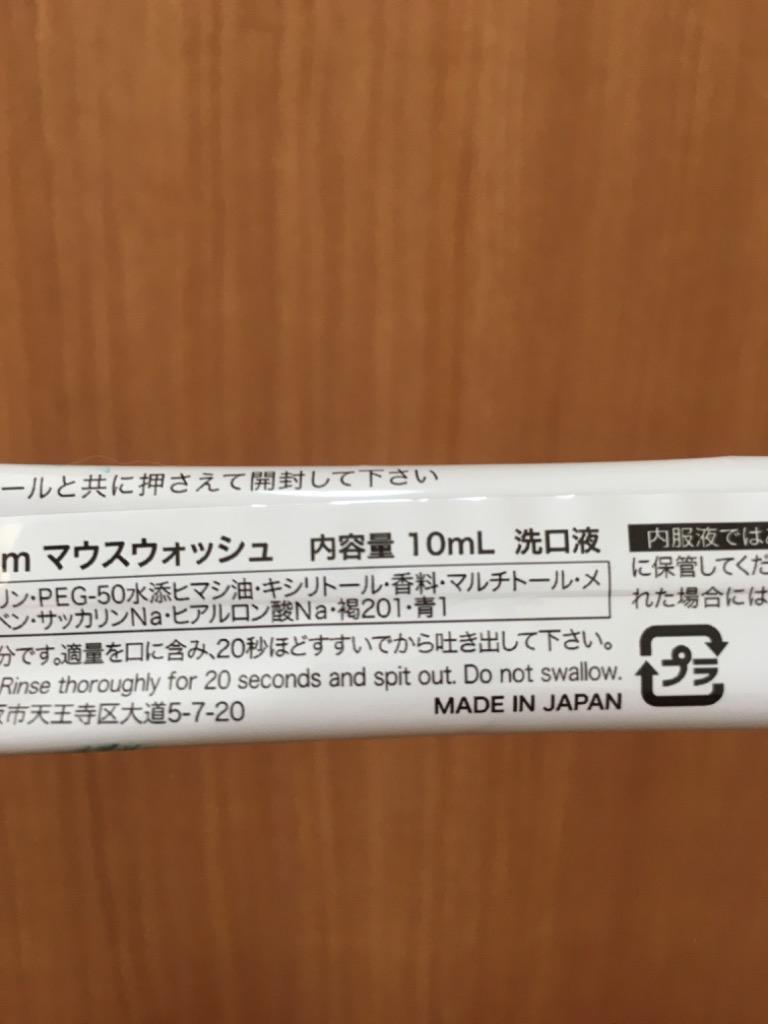 ールと共に押さえて開封して下さい
m マウスウォッシュ 内容量 10mL 洗口液
リン・PEG-50水添ヒマシ油・キシリトール・香料・マルチトール・メ
ベン・サッカリンNa・ヒアルロン酸Na・褐201・青1
分です。適量を口に含み、20秒ほどすすいでから吐き出して下さい。
Rinse thoroughly for 20 seconds and spit out. Do not swallow.
阪市天王寺区大道5-7-20 MADE IN JAPAN
内服液では
に保管してくだ
れた場合には
プラ